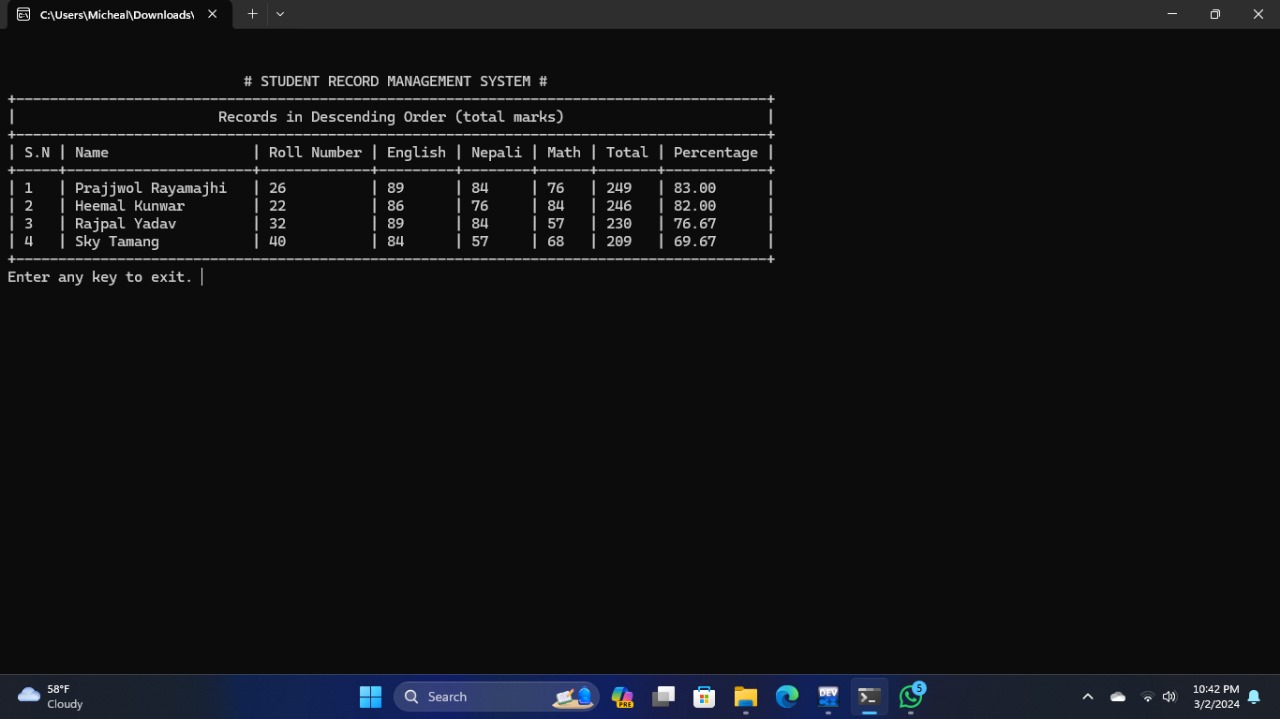 C:\Users\Micheal\Downloads\
# STUDENT RECORD MANAGEMENT SYSTEM #
Records in Descending Order (total marks)
| S.N | Name | Roll Number | English | Nepali | Math | Total | Percentage |
| 1 | Prajjwol Rayamajhi | 26 | 89 | 84 | 76 | 249 | 83.00 |
| 2 | Heemal Kunwar | 22 | 86 | 76 | 84 | 246 | 82.00 |
| 3 | Rajpal Yadav | 32 | 89 | 84 | 57 | 230 | 76.67 |
| 4 | Sky Tamang | 40 | 84 | 57 | 68 | 209 | 69.67 |
Enter any key to exit.
58°F
Cloudy
Search
PRE
DEV
5
10:42 PM
3/2/2024